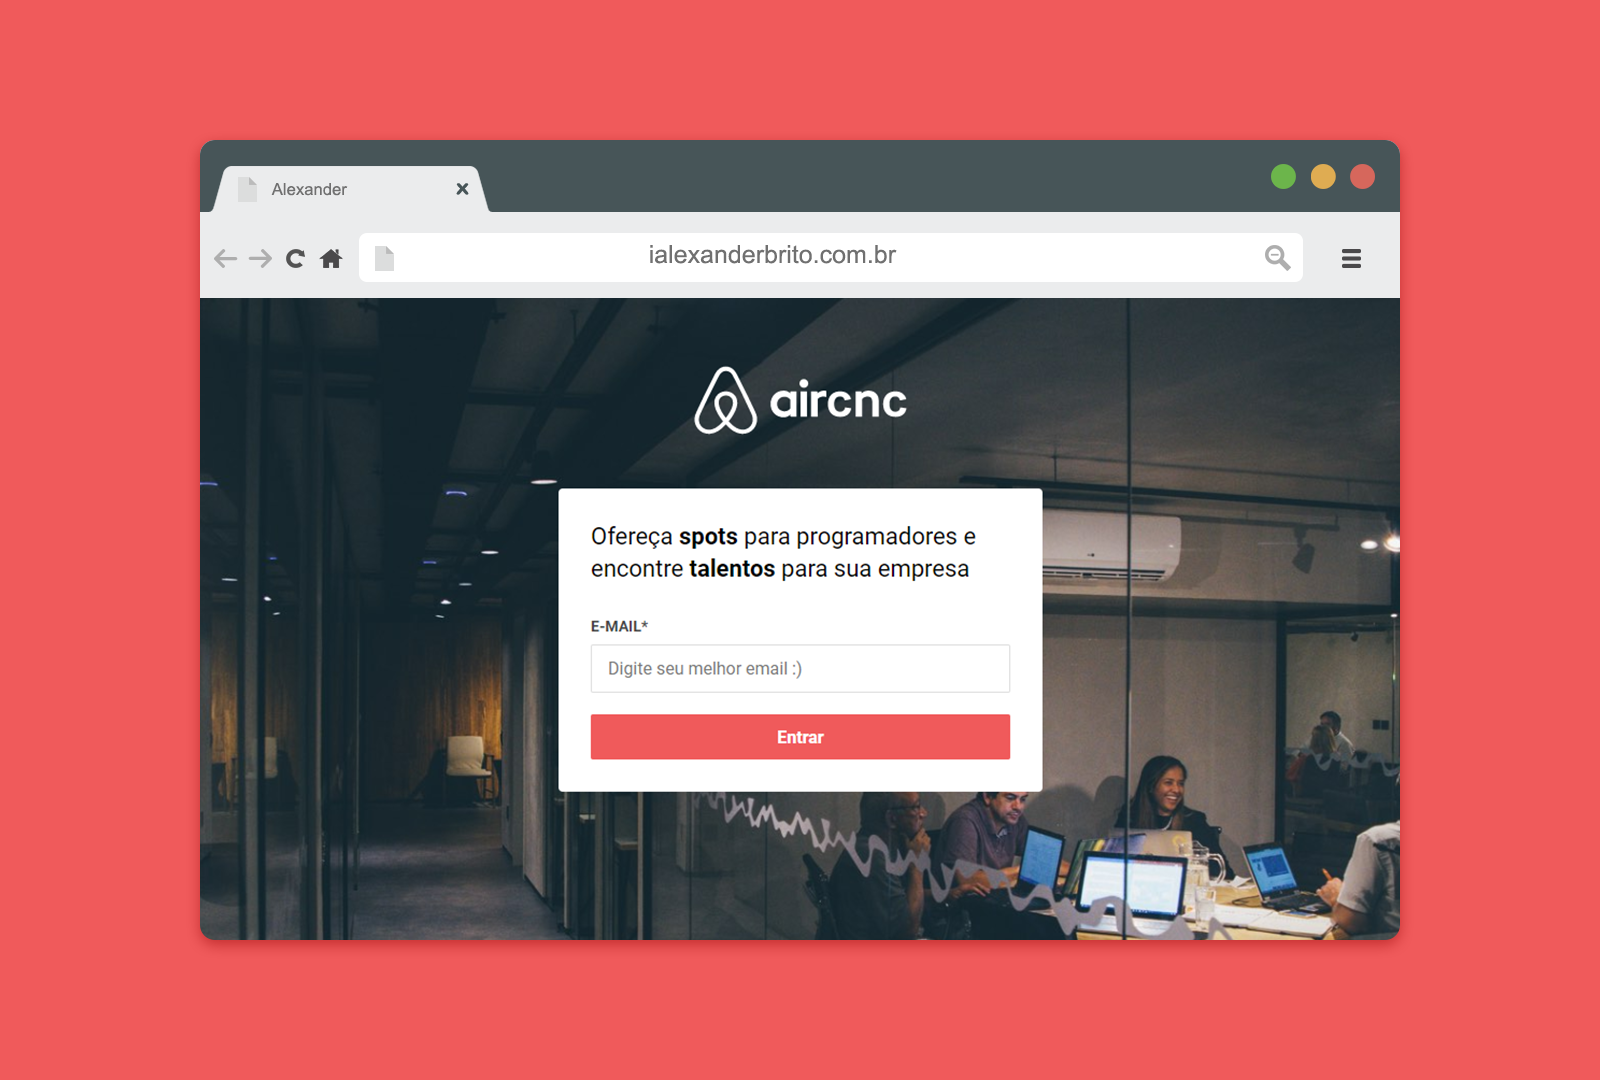 Alexander
ialexanderbrito.com.br
aircnc
Ofereça spots para programadores e
encontre talentos para sua empresa
E-MAIL*
Digite seu melhor email :)
Entrar